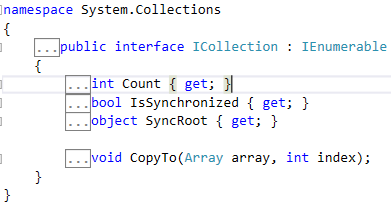 namespace System.Collections
{
...public interface ICollection : IEnumerable
{
...int Count { get; }
...bool IsSynchronized { get; }
...object SyncRoot { get; }
...void CopyTo(Array array, int index);
}
}